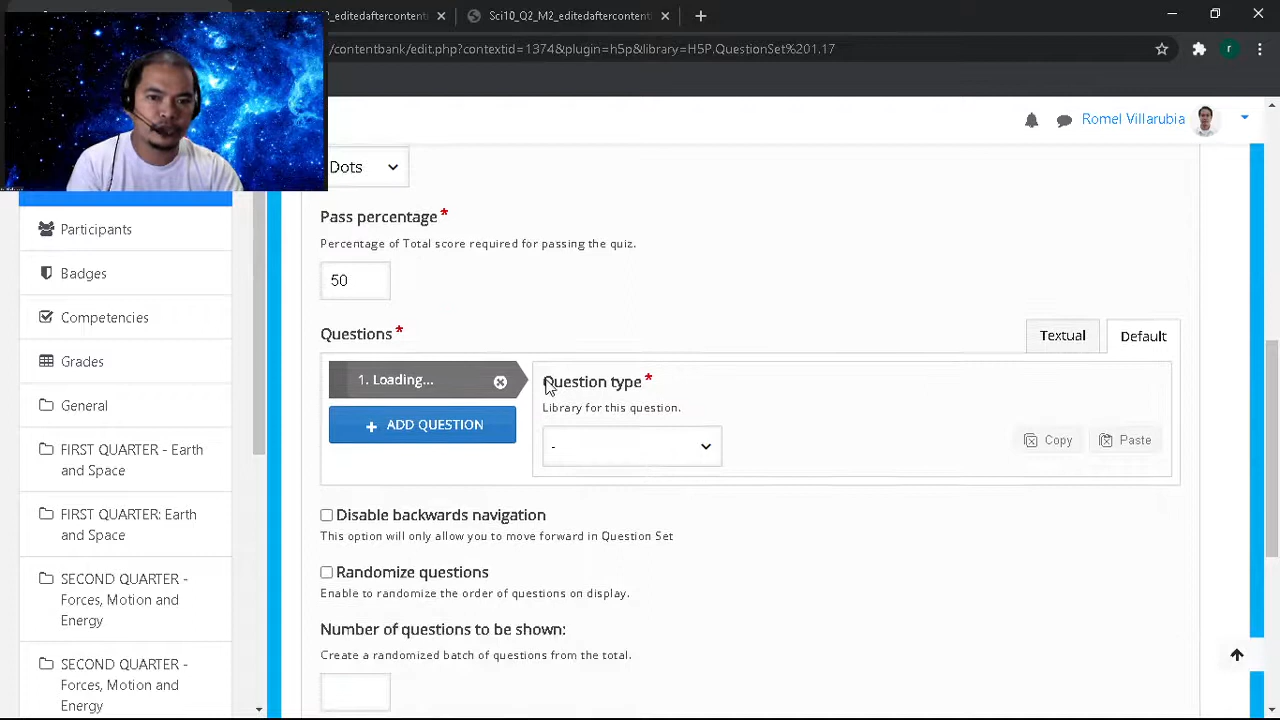 _editedaftercontent
Sci10_Q2_M2_editedaftercontent
/contentbank/edit.php?contextid=1374&plugin=h5p&library=H5P.QuestionSet%201.17
r
Romel Villarubia
Dots
Pass percentage *
Percentage of Total score required for passing the quiz.
50
Questions *
Textual
Default
1. Loading...
+ ADD QUESTION
Question type *
Library for this question.
-
Copy
Paste
Disable backwards navigation
This option will only allow you to move forward in Question Set
Randomize questions
Enable to randomize the order of questions on display.
Number of questions to be shown:
Create a randomized batch of questions from the total.
Participants
Badges
Competencies
Grades
General
FIRST QUARTER - Earth
and Space
FIRST QUARTER: Earth
and Space
SECOND QUARTER -
Forces, Motion and
Energy
SECOND QUARTER -
Forces, Motion and
Energy